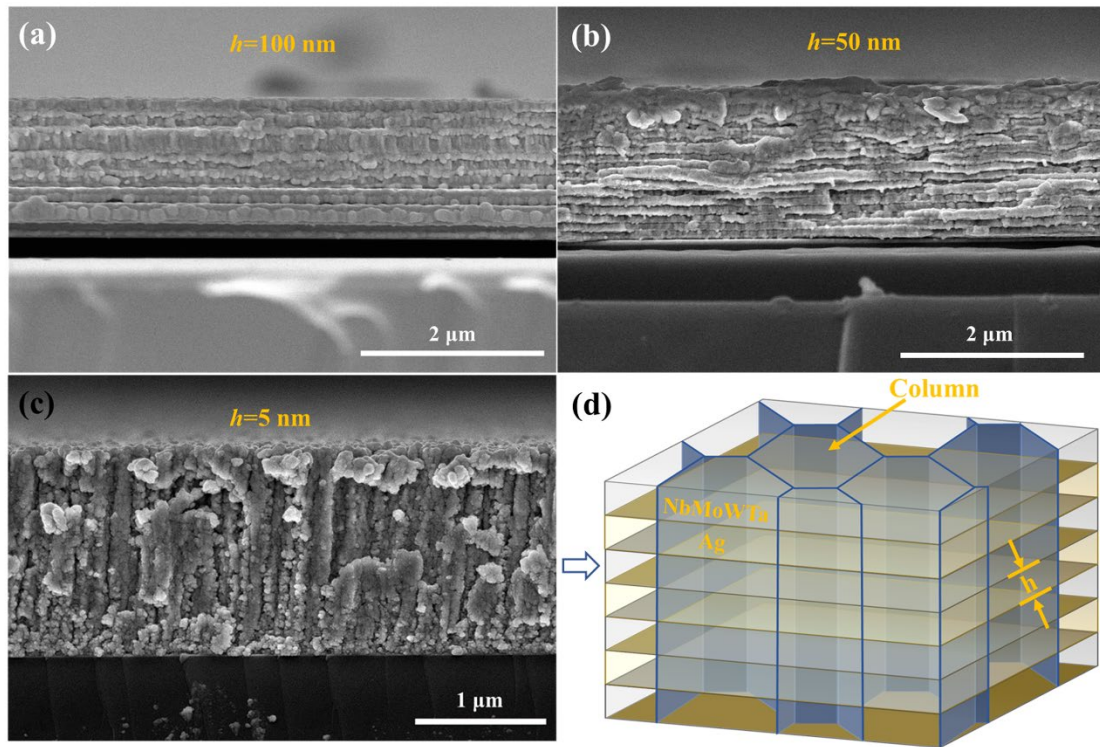 (a)
h=100 nm
2 μm
(b)
h=50 nm
2 μm
(c)
h=5 nm
1 μm
(d)
Column
NbMoWTa
Ag
h